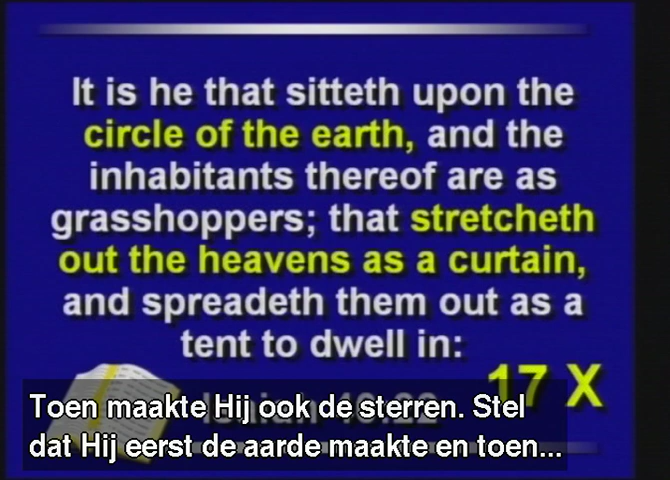 It is he that sitteth upon the
circle of the earth, and the
inhabitants thereof are as
grasshoppers; that stretcheth
out the heavens as a curtain,
and spreadeth them out as a
tent to dwell in:
17 X
Toen maakte Hij ook de sterren. Stel
dat Hij eerst de aarde maakte en toen...